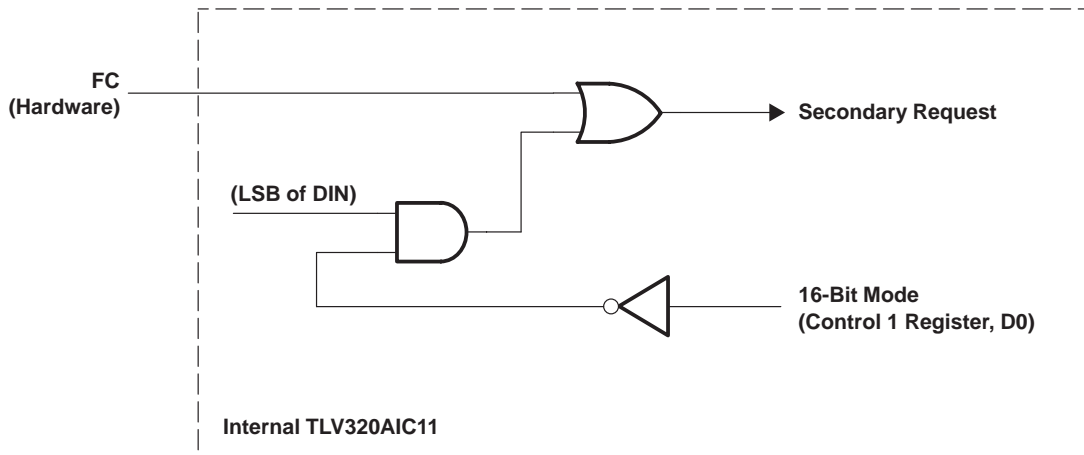 FC
(Hardware)
Secondary Request
(LSB of DIN)
16-Bit Mode
(Control 1 Register, D0)
Internal TLV320AIC11